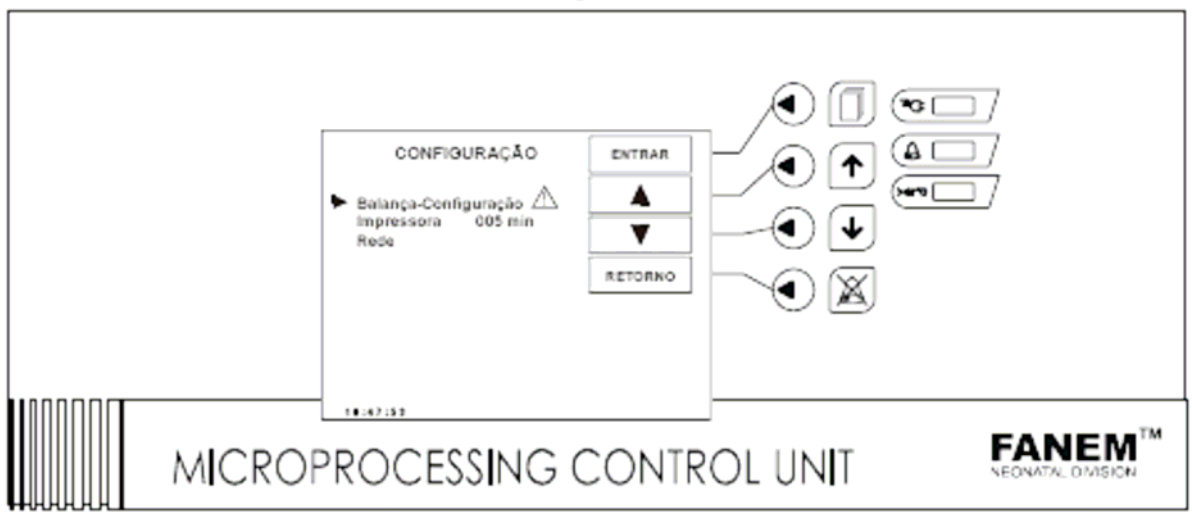 CONFIGURAÇÃO
ENTRAR
Balança-Configuração
Impressora 005 min
Rede
RETORNO
MICROPROCESSING CONTROL UNIT
FANEM™
NEONATAL DIVISION